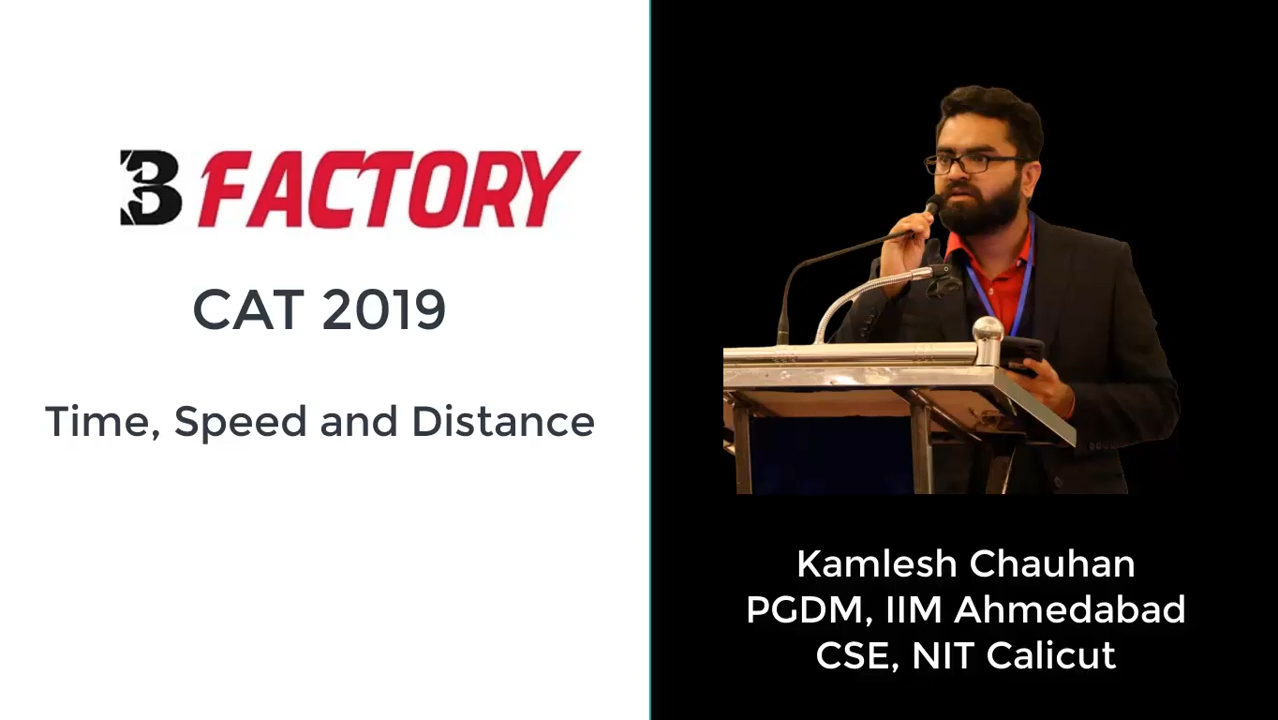 B FACTORY
CAT 2019
Time, Speed and Distance
Kamlesh Chauhan
PGDM, IIM Ahmedabad
CSE, NIT Calicut